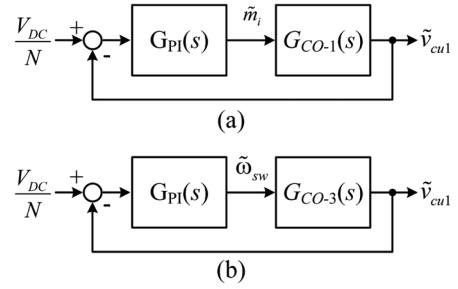 V_DC/N + - G_PI(s) m̃_i G_CO-1(s) ṽ_cu1
(a)
V_DC/N + - G_PI(s) ω̃_sw G_CO-3(s) ṽ_cu1
(b)